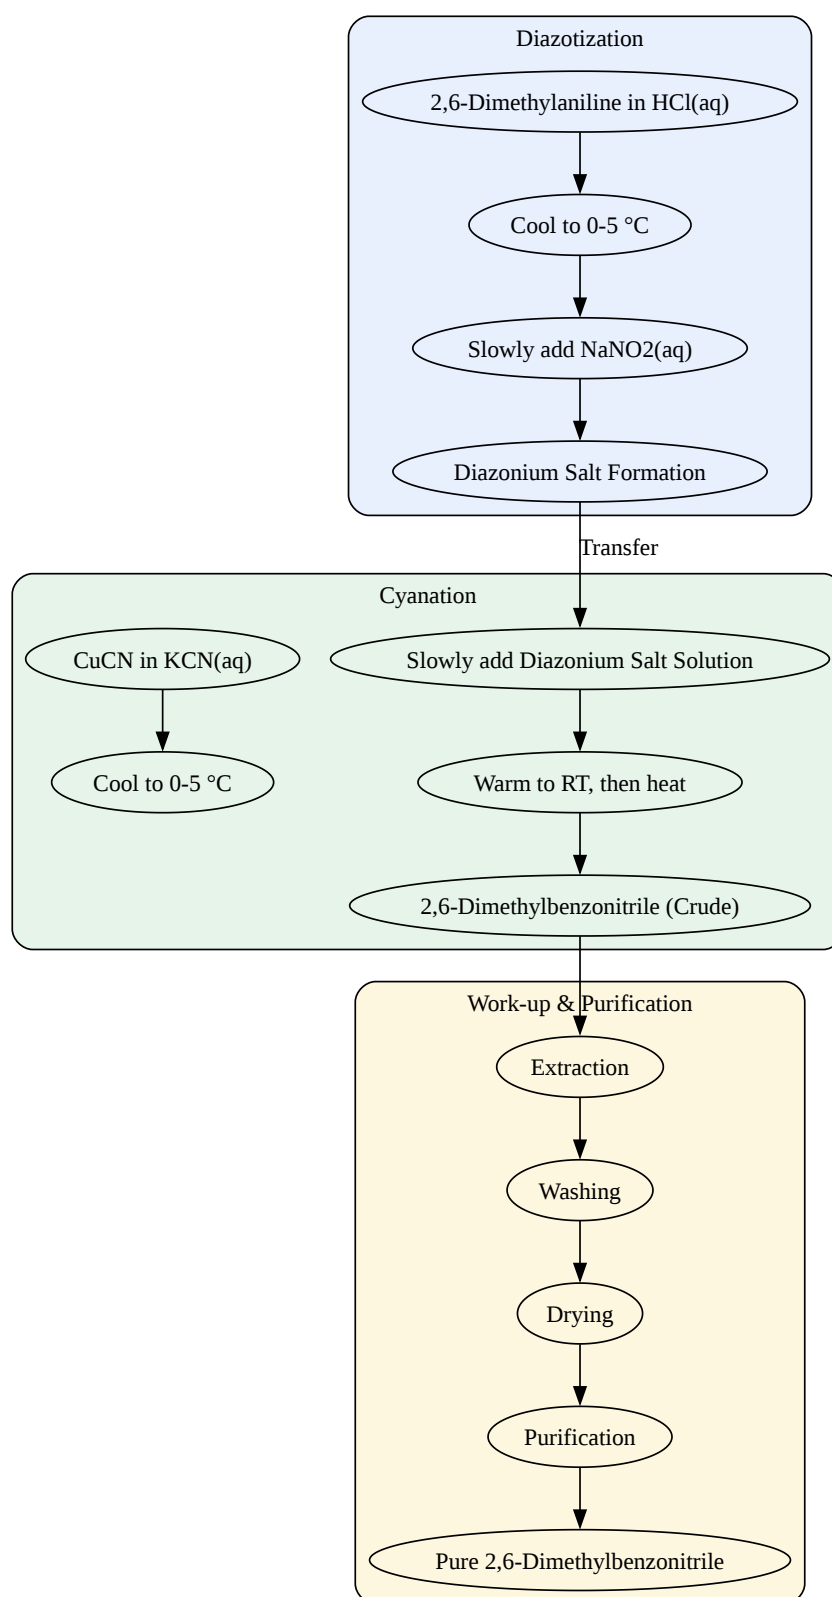 Diazotization
2,6-Dimethylaniline in HCl(aq)
Cool to 0-5 °C
Slowly add NaNO2(aq)
Diazonium Salt Formation
Transfer
Cyanation
CuCN in KCN(aq)
Slowly add Diazonium Salt Solution
Cool to 0-5 °C
Warm to RT, then heat
2,6-Dimethylbenzonitrile (Crude)
Work-up & Purification
Extraction
Washing
Drying
Purification
Pure 2,6-Dimethylbenzonitrile